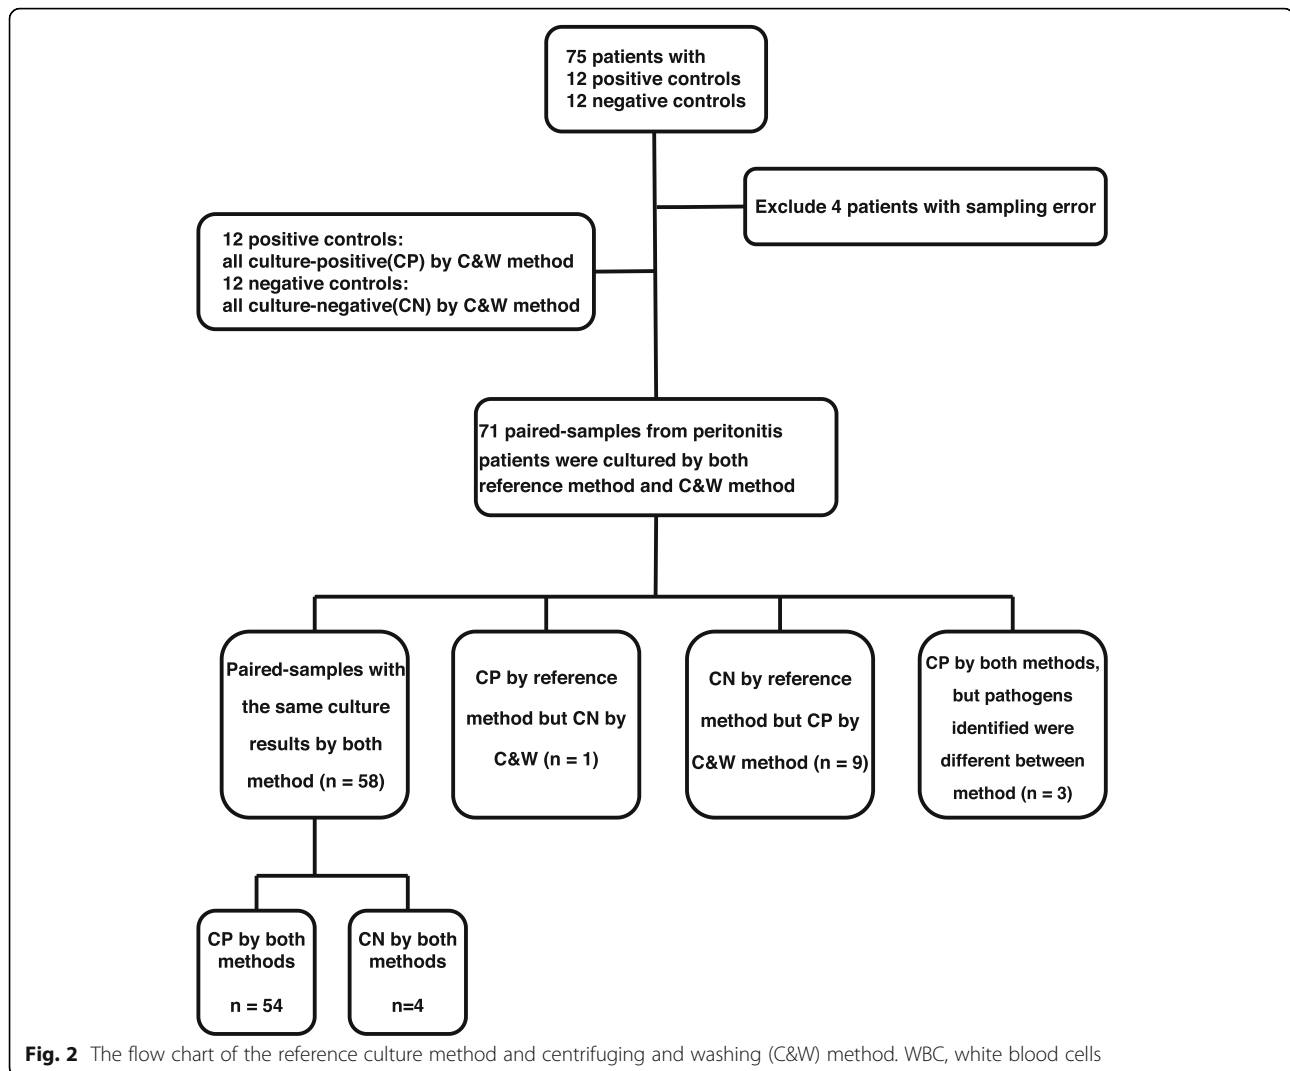 75 patients with
12 positive controls
12 negative controls
Exclude 4 patients with sampling error
12 positive controls:
all culture-positive(CP) by C&W method
12 negative controls:
all culture-negative(CN) by C&W method
71 paired-samples from peritonitis
patients were cultured by both
reference method and C&W method
Paired-samples with
the same culture
results by both
method (n = 58)
CP by reference
method but CN by
C&W (n = 1)
CN by reference
method but CP by
C&W method (n = 9)
CP by both methods,
but pathogens
identified were
different between
method (n = 3)
CP by both
methods
n = 54
CN by both
methods
n=4
Fig. 2 The flow chart of the reference culture method and centrifuging and washing (C&W) method. WBC, white blood cells